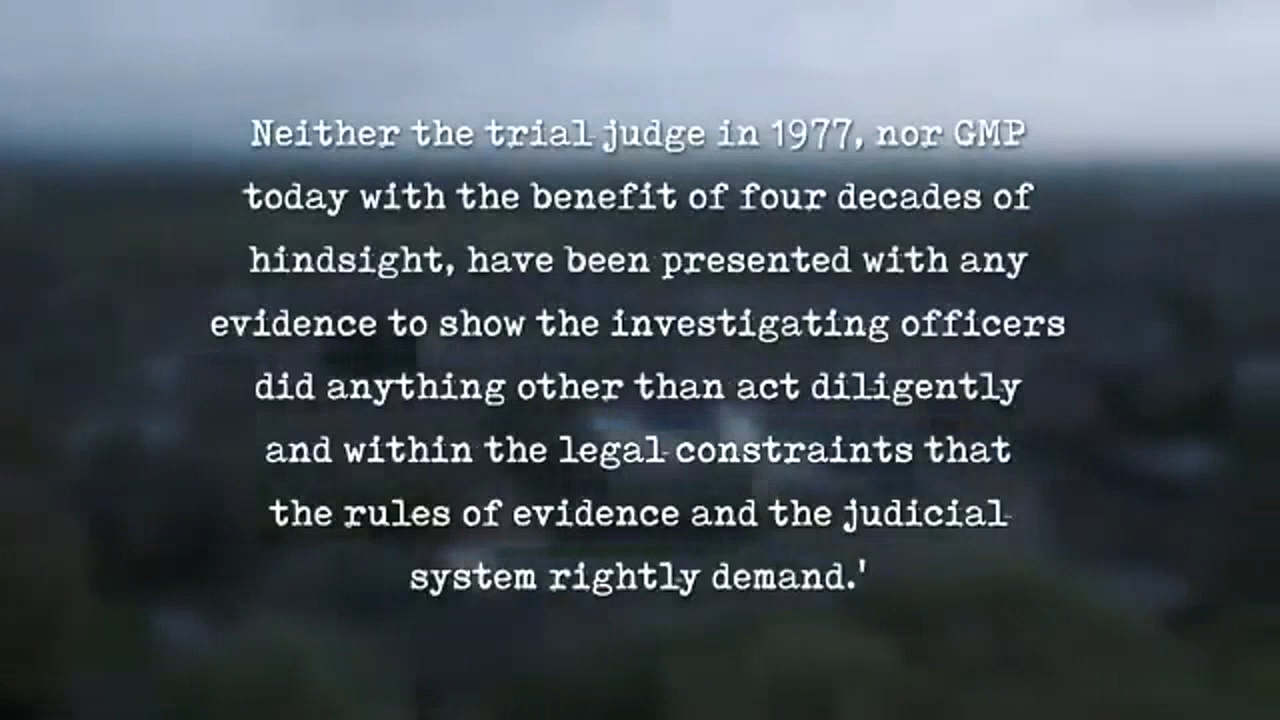 Neither the trial judge in 1977, nor GMP
today with the benefit of four decades of
hindsight, have been presented with any
evidence to show the investigating officers
did anything other than act diligently
and within the legal constraints that
the rules of evidence and the judicial
system rightly demand.'